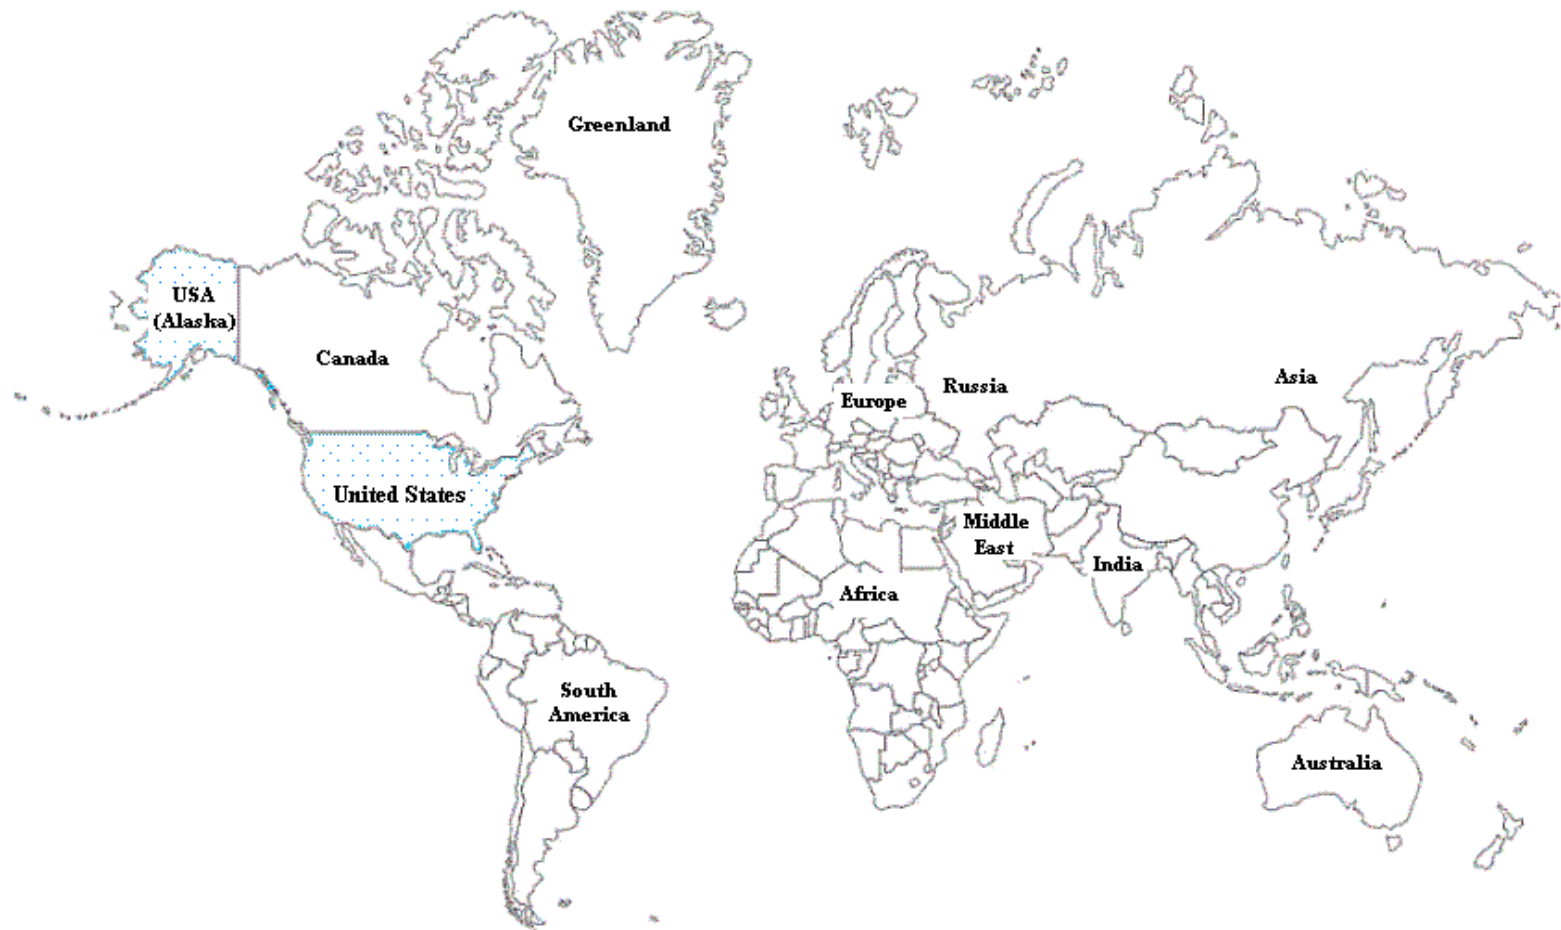 Greenland
USA
(Alaska)
Canada
Russia
Asia
Europe
United States
Middle
East
India
Africa
South
America
Australia